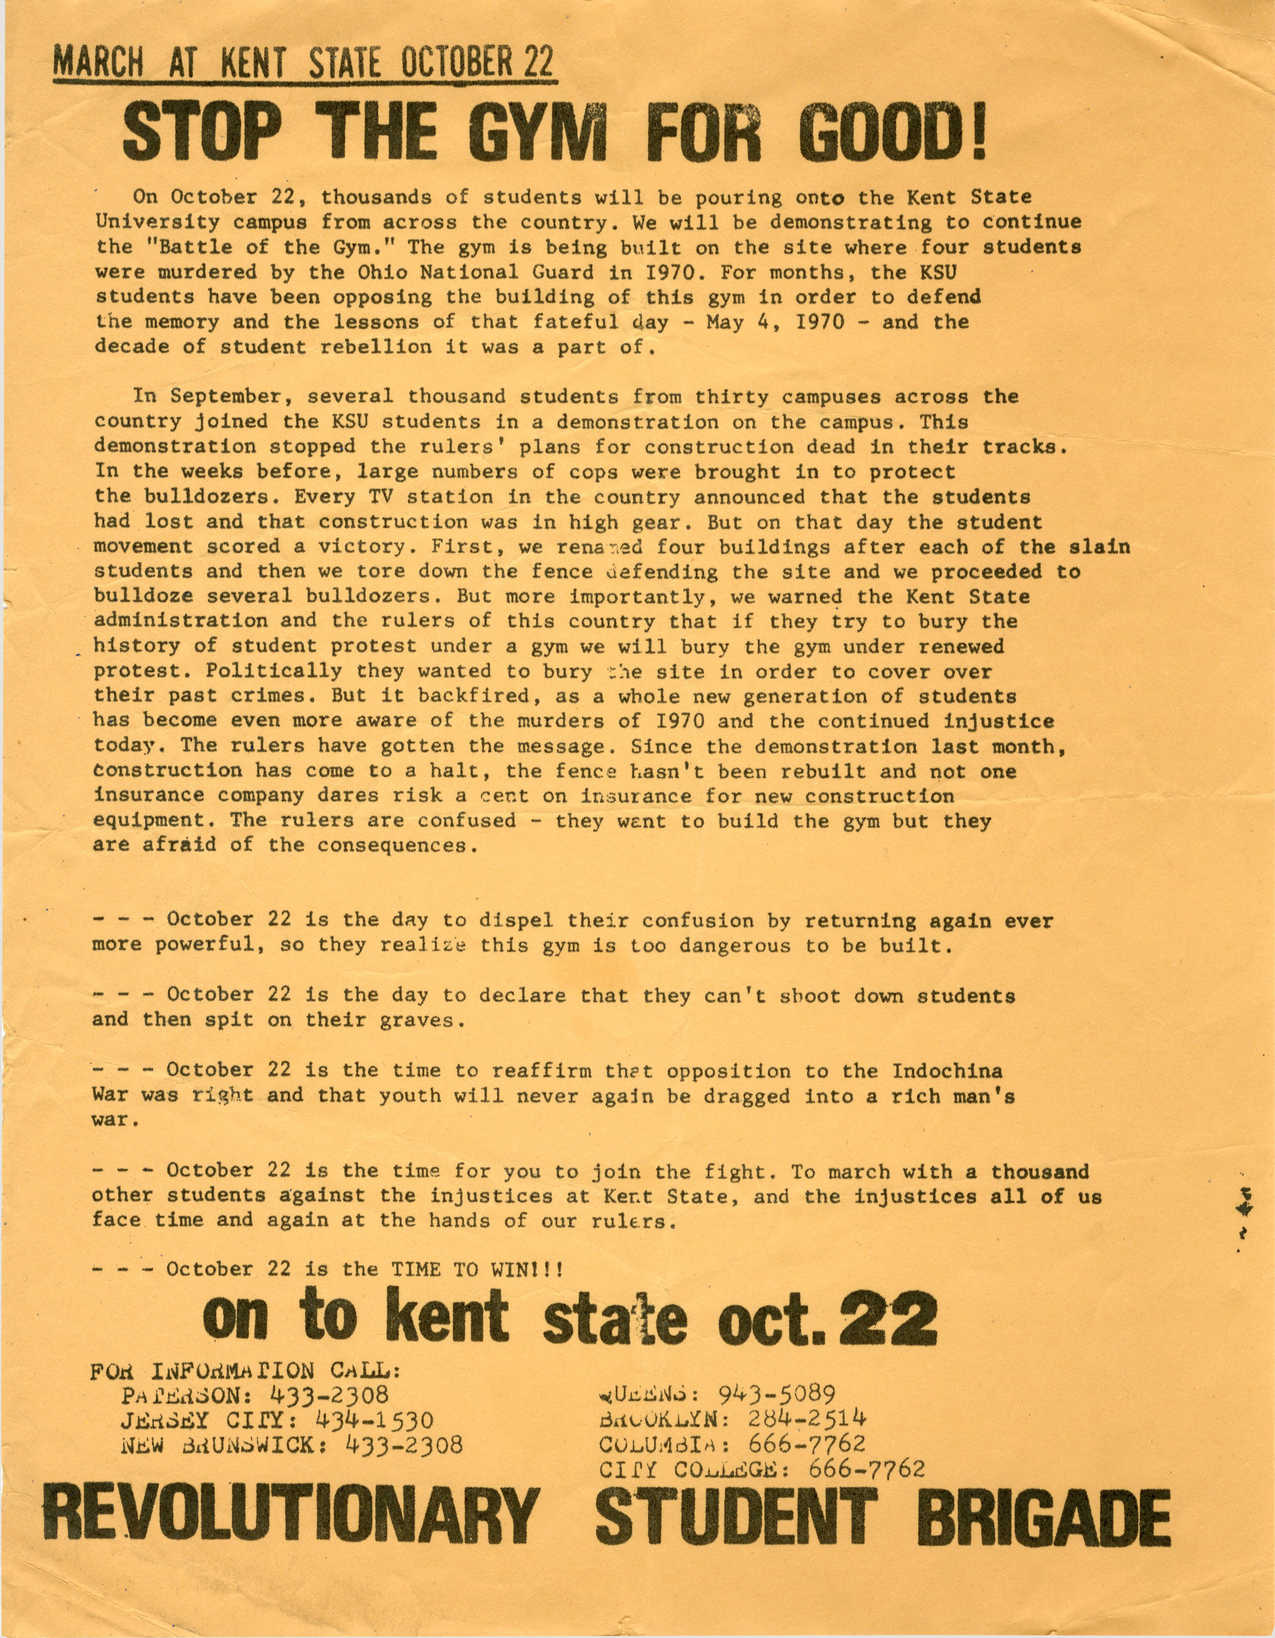 MARCH AT KENT STATE OCTOBER 22
STOP THE GYM FOR GOOD!
On October 22, thousands of students will be pouring onto the Kent State
University campus from across the country. We will be demonstrating to continue
the "Battle of the Gym." The gym is being built on the site where four students
were murdered by the Ohio National Guard in I970. For months, the KSU
students have been opposing the building of this gym in order to defend
the memory and the lessons of that fateful day - May 4, I970 - and the
decade of student rebellion it was a part of.
In September, several thousand students from thirty campuses across the
country joined the KSU students in a demonstration on the campus. This
demonstration stopped the rulers' plans for construction dead in their tracks.
In the weeks before, large numbers of cops were brought in to protect
the bulldozers. Every TV station in the country announced that the students
had lost and that construction was in high gear. But on that day the student
movement scored a victory. First, we renamed four buildings after each of the slain
students and then we tore down the fence defending the site and we proceeded to
bulldoze several bulldozers. But more importantly, we warned the Kent State
administration and the rulers of this country that if they try to bury the
history of student protest under a gym we will bury the gym under renewed
protest. Politically they wanted to bury the site in order to cover over
their past crimes. But it backfired, as a whole new generation of students
has become even more aware of the murders of I970 and the continued injustice
today. The rulers have gotten the message. Since the demonstration last month,
construction has come to a halt, the fence hasn't been rebuilt and not one
insurance company dares risk a cent on insurance for new construction
equipment. The rulers are confused - they want to build the gym but they
are afraid of the consequences.
- - - October 22 is the day to dispel their confusion by returning again ever
more powerful, so they realize this gym is too dangerous to be built.
- - - October 22 is the day to declare that they can't shoot down students
and then spit on their graves.
- - - October 22 is the time to reaffirm that opposition to the Indochina
War was right and that youth will never again be dragged into a rich man's
war.
- - - October 22 is the time for you to join the fight. To march with a thousand
other students against the injustices at Kent State, and the injustices all of us
face time and again at the hands of our rulers.
- - - October 22 is the TIME TO WIN!!!
on to kent state oct. 22
FOR INFORMATION CALL:
PATERSON: 433-2308
JERSEY CITY: 434-1530
NEW BRUNSWICK: 433-2308
QUEENS: 943-5089
BROOKLYN: 284-2514
COLUMBIA: 666-7762
CITY COLLEGE: 666-7762
REVOLUTIONARY STUDENT BRIGADE